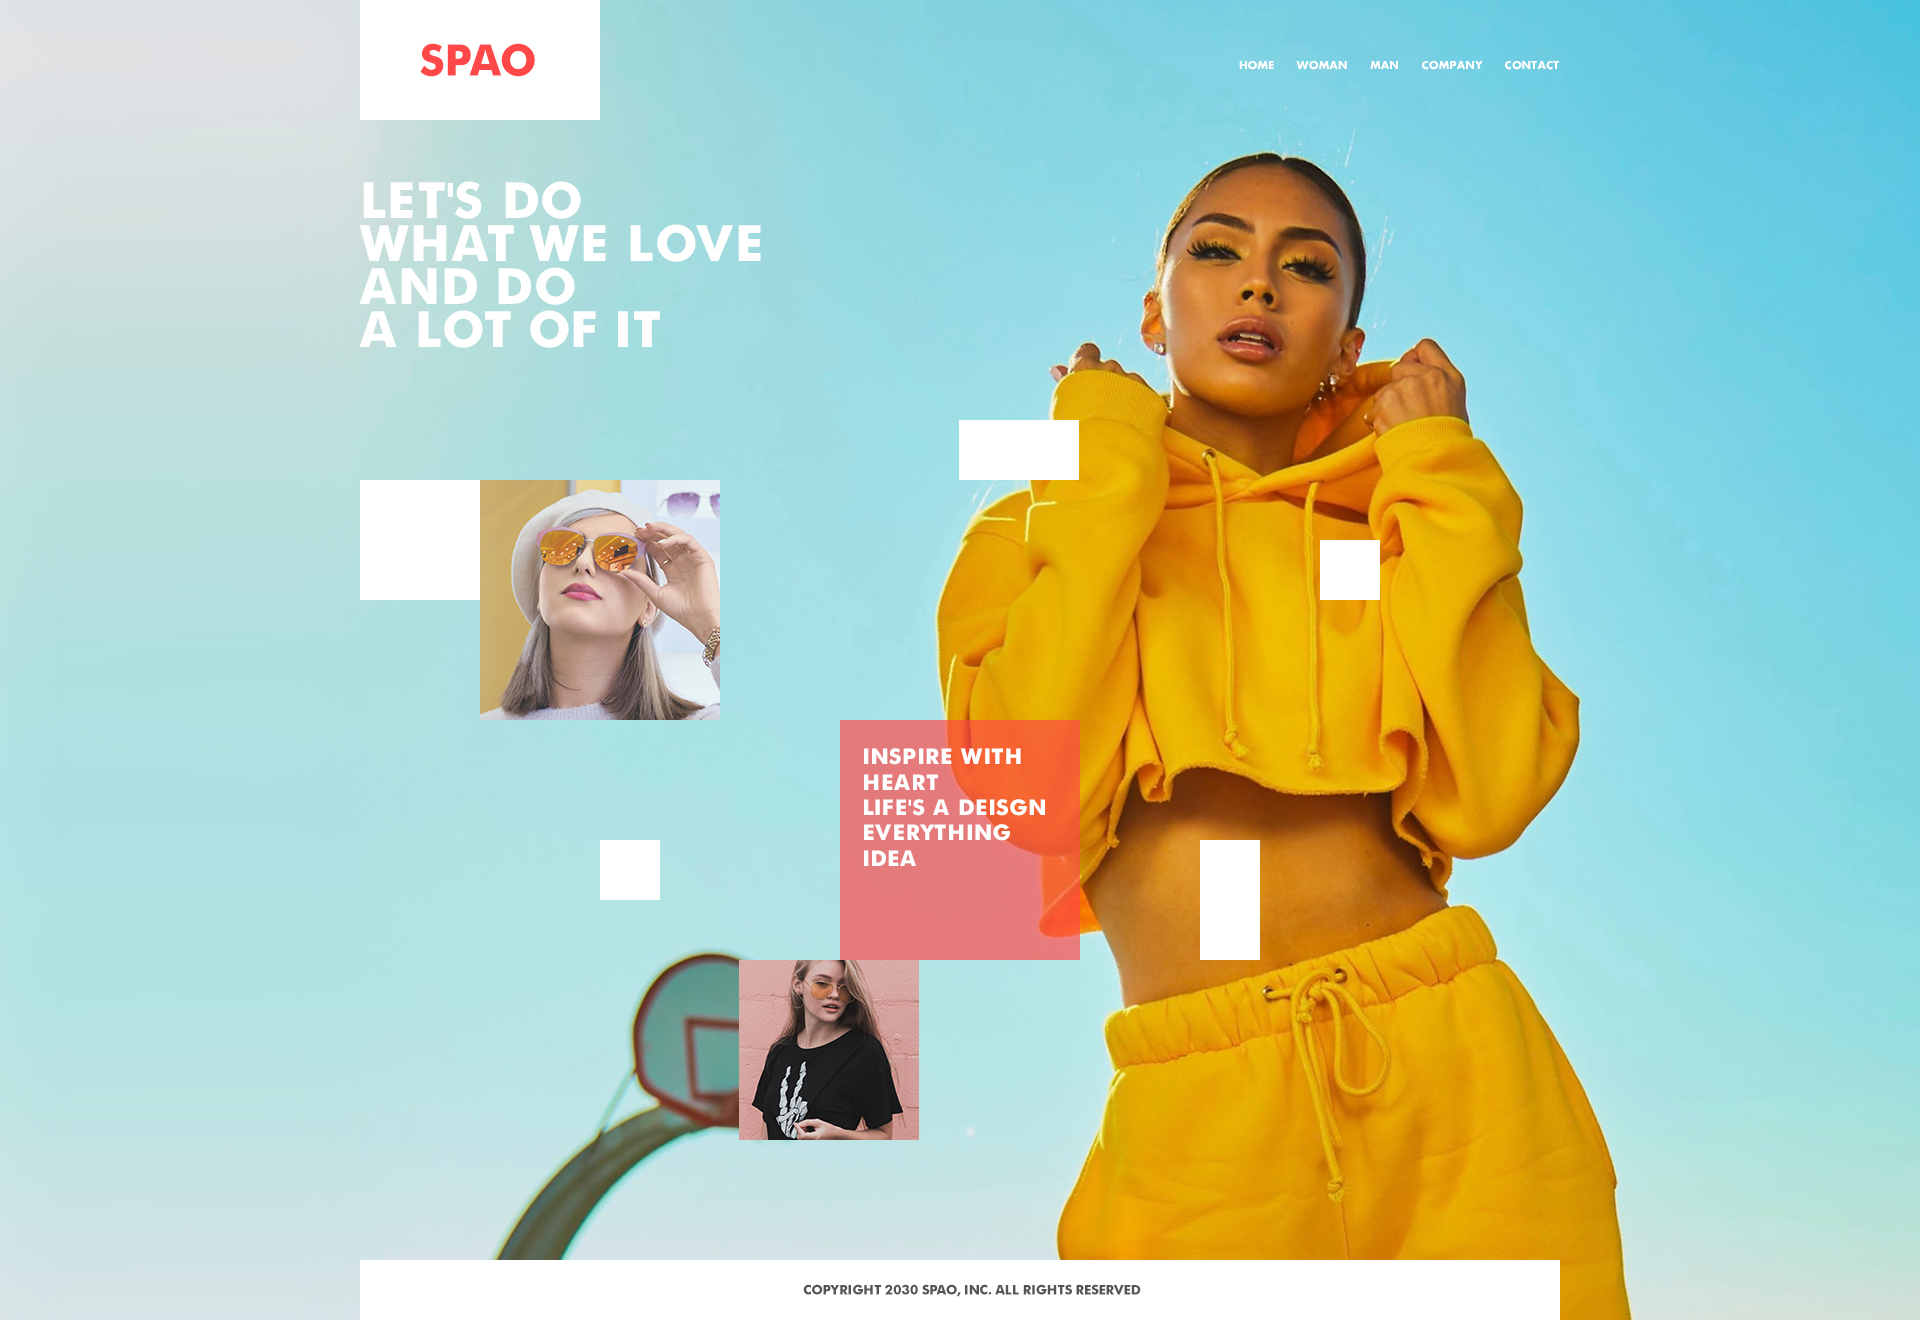 SPAO
HOME WOMAN MAN COMPANY CONTACT
LET'S DO
WHAT WE LOVE
AND DO
A LOT OF IT
INSPIRE WITH
HEART
LIFE'S A DEISGN
EVERYTHING
IDEA
COPYRIGHT 2030 SPAO, INC. ALL RIGHTS RESERVED